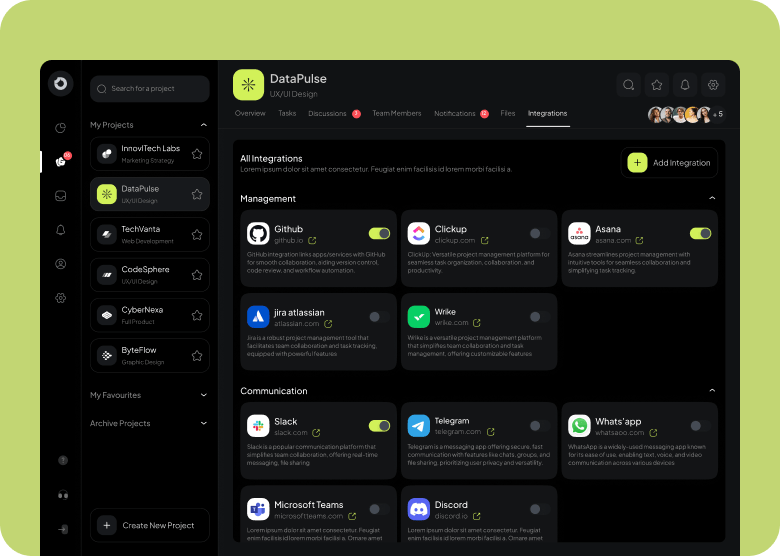 DataPulse
UX/UI Design
Search for a project
Overview
Tasks
Discussions
3
Team Members
Notifications
12
Files
Integrations
+5
My Projects
InnovITech Labs
Marketing Strategy
DataPulse
UX/UI Design
TechVanta
Web Development
CodeSphere
UX/UI Design
CyberNexa
Full Product
ByteFlow
Graphic Design
My Favourites
Archive Projects
Create New Project
All Integrations
Lorem ipsum dolor sit amet consectetur. Feugiat enim facilisis id lorem morbi facilisi a.
Add Integration
Management
Github
github.io
GitHub integration links apps/services with GitHub
for smooth collaboration, aiding version control,
code review, and workflow automation.
Clickup
clickup.com
ClickUp: Versatile project management platform for
seamless task organization, collaboration, and
productivity.
asana
Asana
asana.com
Asana streamlines project management with
intuitive tools for seamless collaboration and
simplifying task tracking.
jira atlassian
atlassian.com
Jira is a robust project management tool that
facilitates team collaboration and task tracking,
equipped with powerful features
Wrike
wrike.com
Wrike is a versatile project management platform
that simplifies team collaboration and task
management, offering customizable features
Communication
Slack
slack.com
Slack is a popular communication platform that
simplifies team collaboration, offering real-time
messaging, file sharing
Telegram
telegram.com
Telegram is a messaging app offering secure, fast
communication with features like chats, groups, and
file sharing, prioritizing user privacy and versatility.
Whats'app
whatsapp.com
WhatsApp is a widely-used messaging app known
for its ease of use, enabling text, voice, and video
communication across various devices
Microsoft Teams
microsoftteams.com
Lorem ipsum dolor sit amet consectetur. Feugiat
enim facilisis id lorem morbi facilisi a. Ornare amet
Discord
discord.io
Lorem ipsum dolor sit amet consectetur. Feugiat
enim facilisis id lorem morbi facilisi a. Ornare amet